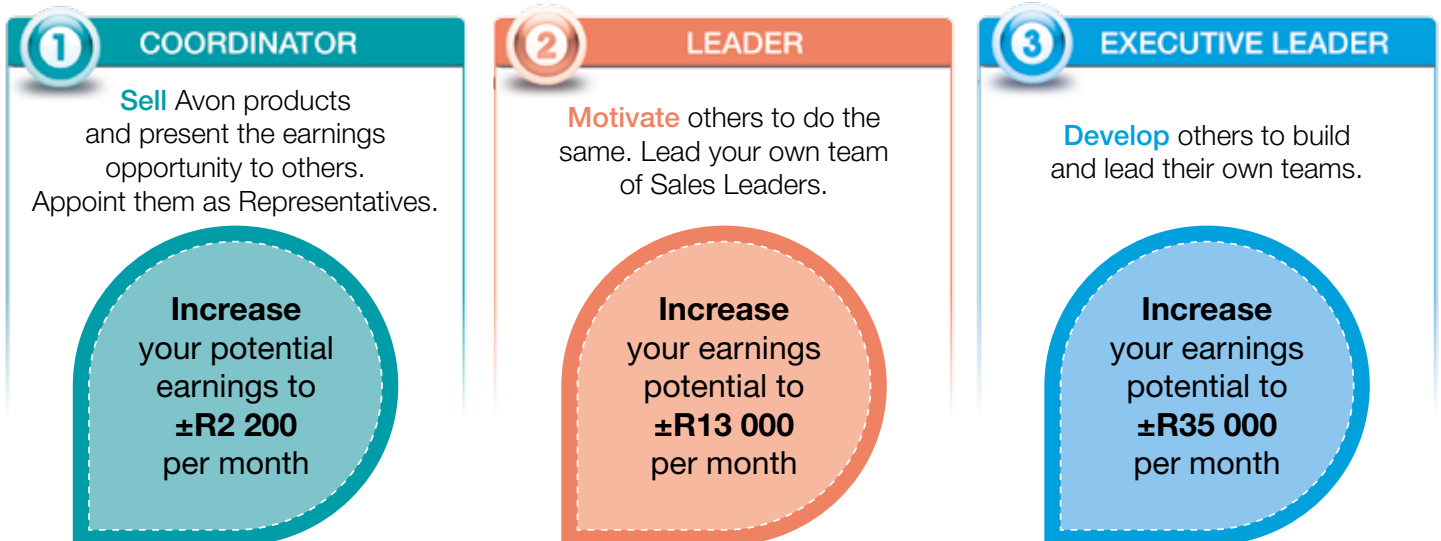 1
COORDINATOR
Sell Avon products
and present the earnings
opportunity to others.
Appoint them as Representatives.
Increase
your potential
earnings to
±R2 200
per month
2
LEADER
Motivate others to do the
same. Lead your own team
of Sales Leaders.
Increase
your earnings
potential to
±R13 000
per month
3
EXECUTIVE LEADER
Develop others to build
and lead their own teams.
Increase
your earnings
potential to
±R35 000
per month